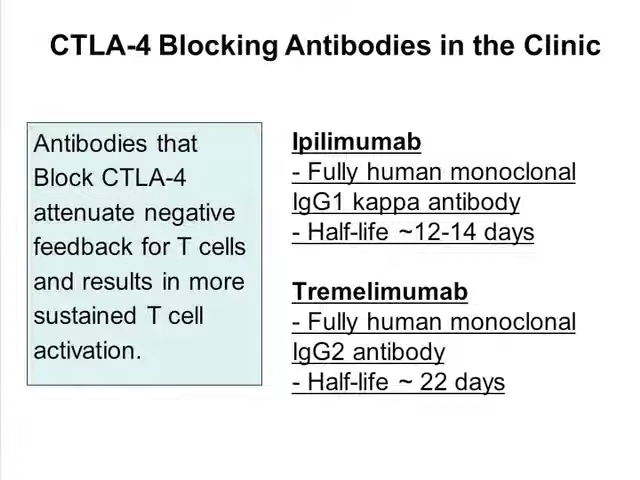 CTLA-4 Blocking Antibodies in the Clinic
Antibodies that
Block CTLA-4
attenuate negative
feedback for T cells
and results in more
sustained T cell
activation.
Ipilimumab
- Fully human monoclonal
IgG1 kappa antibody
- Half-life ~12-14 days
Tremelimumab
- Fully human monoclonal
IgG2 antibody
- Half-life ~ 22 days